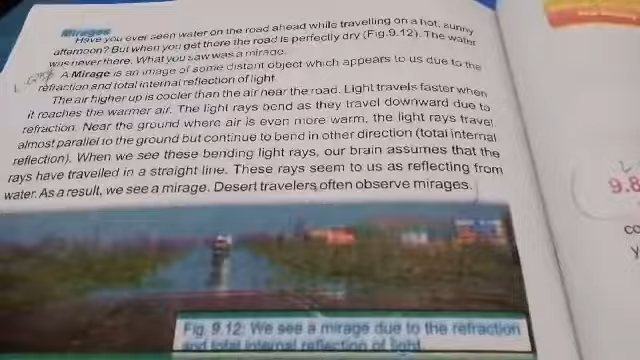 Mirages
Have you ever seen water on the road ahead while travelling on a hot, sunny
afternoon? But when you get there the road is perfectly dry (Fig.9.12). The water
was never there. What you saw was a mirage.
A Mirage is an image of some distant object which appears to us due to the
refraction and total internal reflection of light.
The air higher up is cooler than the air near the road. Light travels faster when
it reaches the warmer air. The light rays bend as they travel downward due to
refraction. Near the ground where air is even more warm, the light rays travel
almost parallel to the ground but continue to bend in other direction (total internal
reflection). When we see these bending light rays, our brain assumes that the
rays have travelled in a straight line. These rays seem to us as reflecting from
water. As a result, we see a mirage. Desert travelers often observe mirages.
Fig. 9.12: We see a mirage due to the refraction
and total internal reflection of light.
9.8